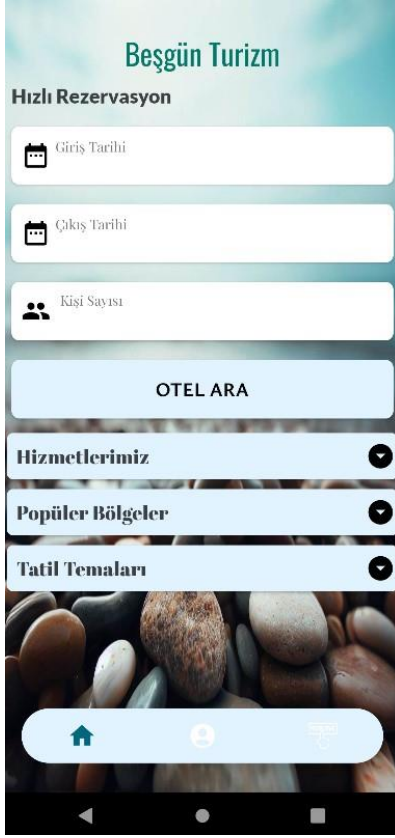 Beşgün Turizm
Hızlı Rezervasyon
Giriş Tarihi
Çıkış Tarihi
Kişi Sayısı
OTEL ARA
Hizmetlerimiz
Popüler Bölgeler
Tatil Temaları